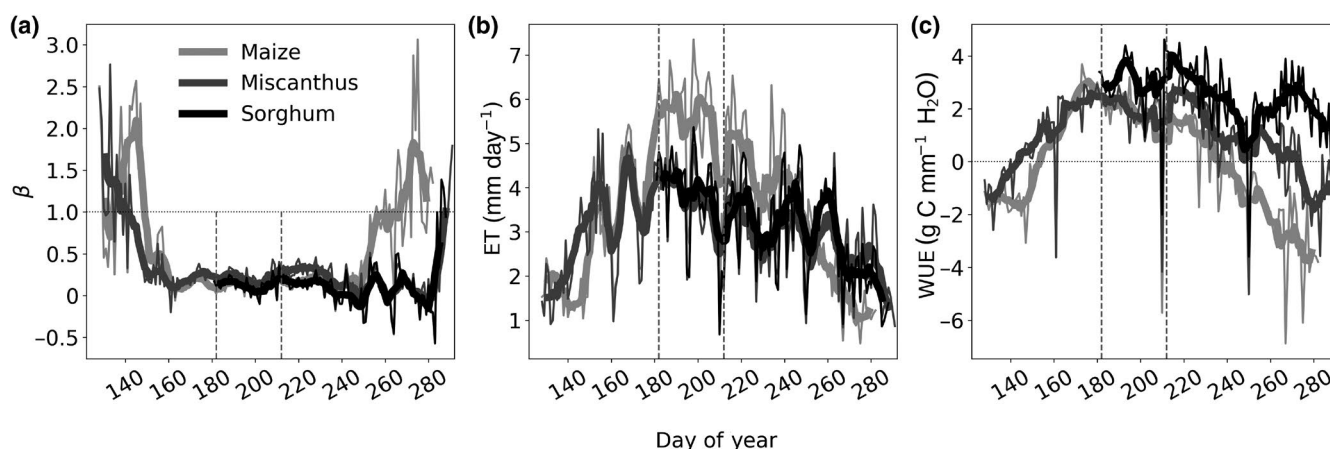 (a)
β
3.0
2.5
2.0
1.5
1.0
0.5
0
–0.5
Maize
Miscanthus
Sorghum
140 160 180 200 220 240 260 280
(b)
ET (mm day⁻¹)
7
6
5
4
3
2
1
140 160 180 200 220 240 260 280
(c)
WUE (g C mm⁻¹ H₂O)
4
2
0
–2
–4
–6
140 160 180 200 220 240 260 280
Day of year